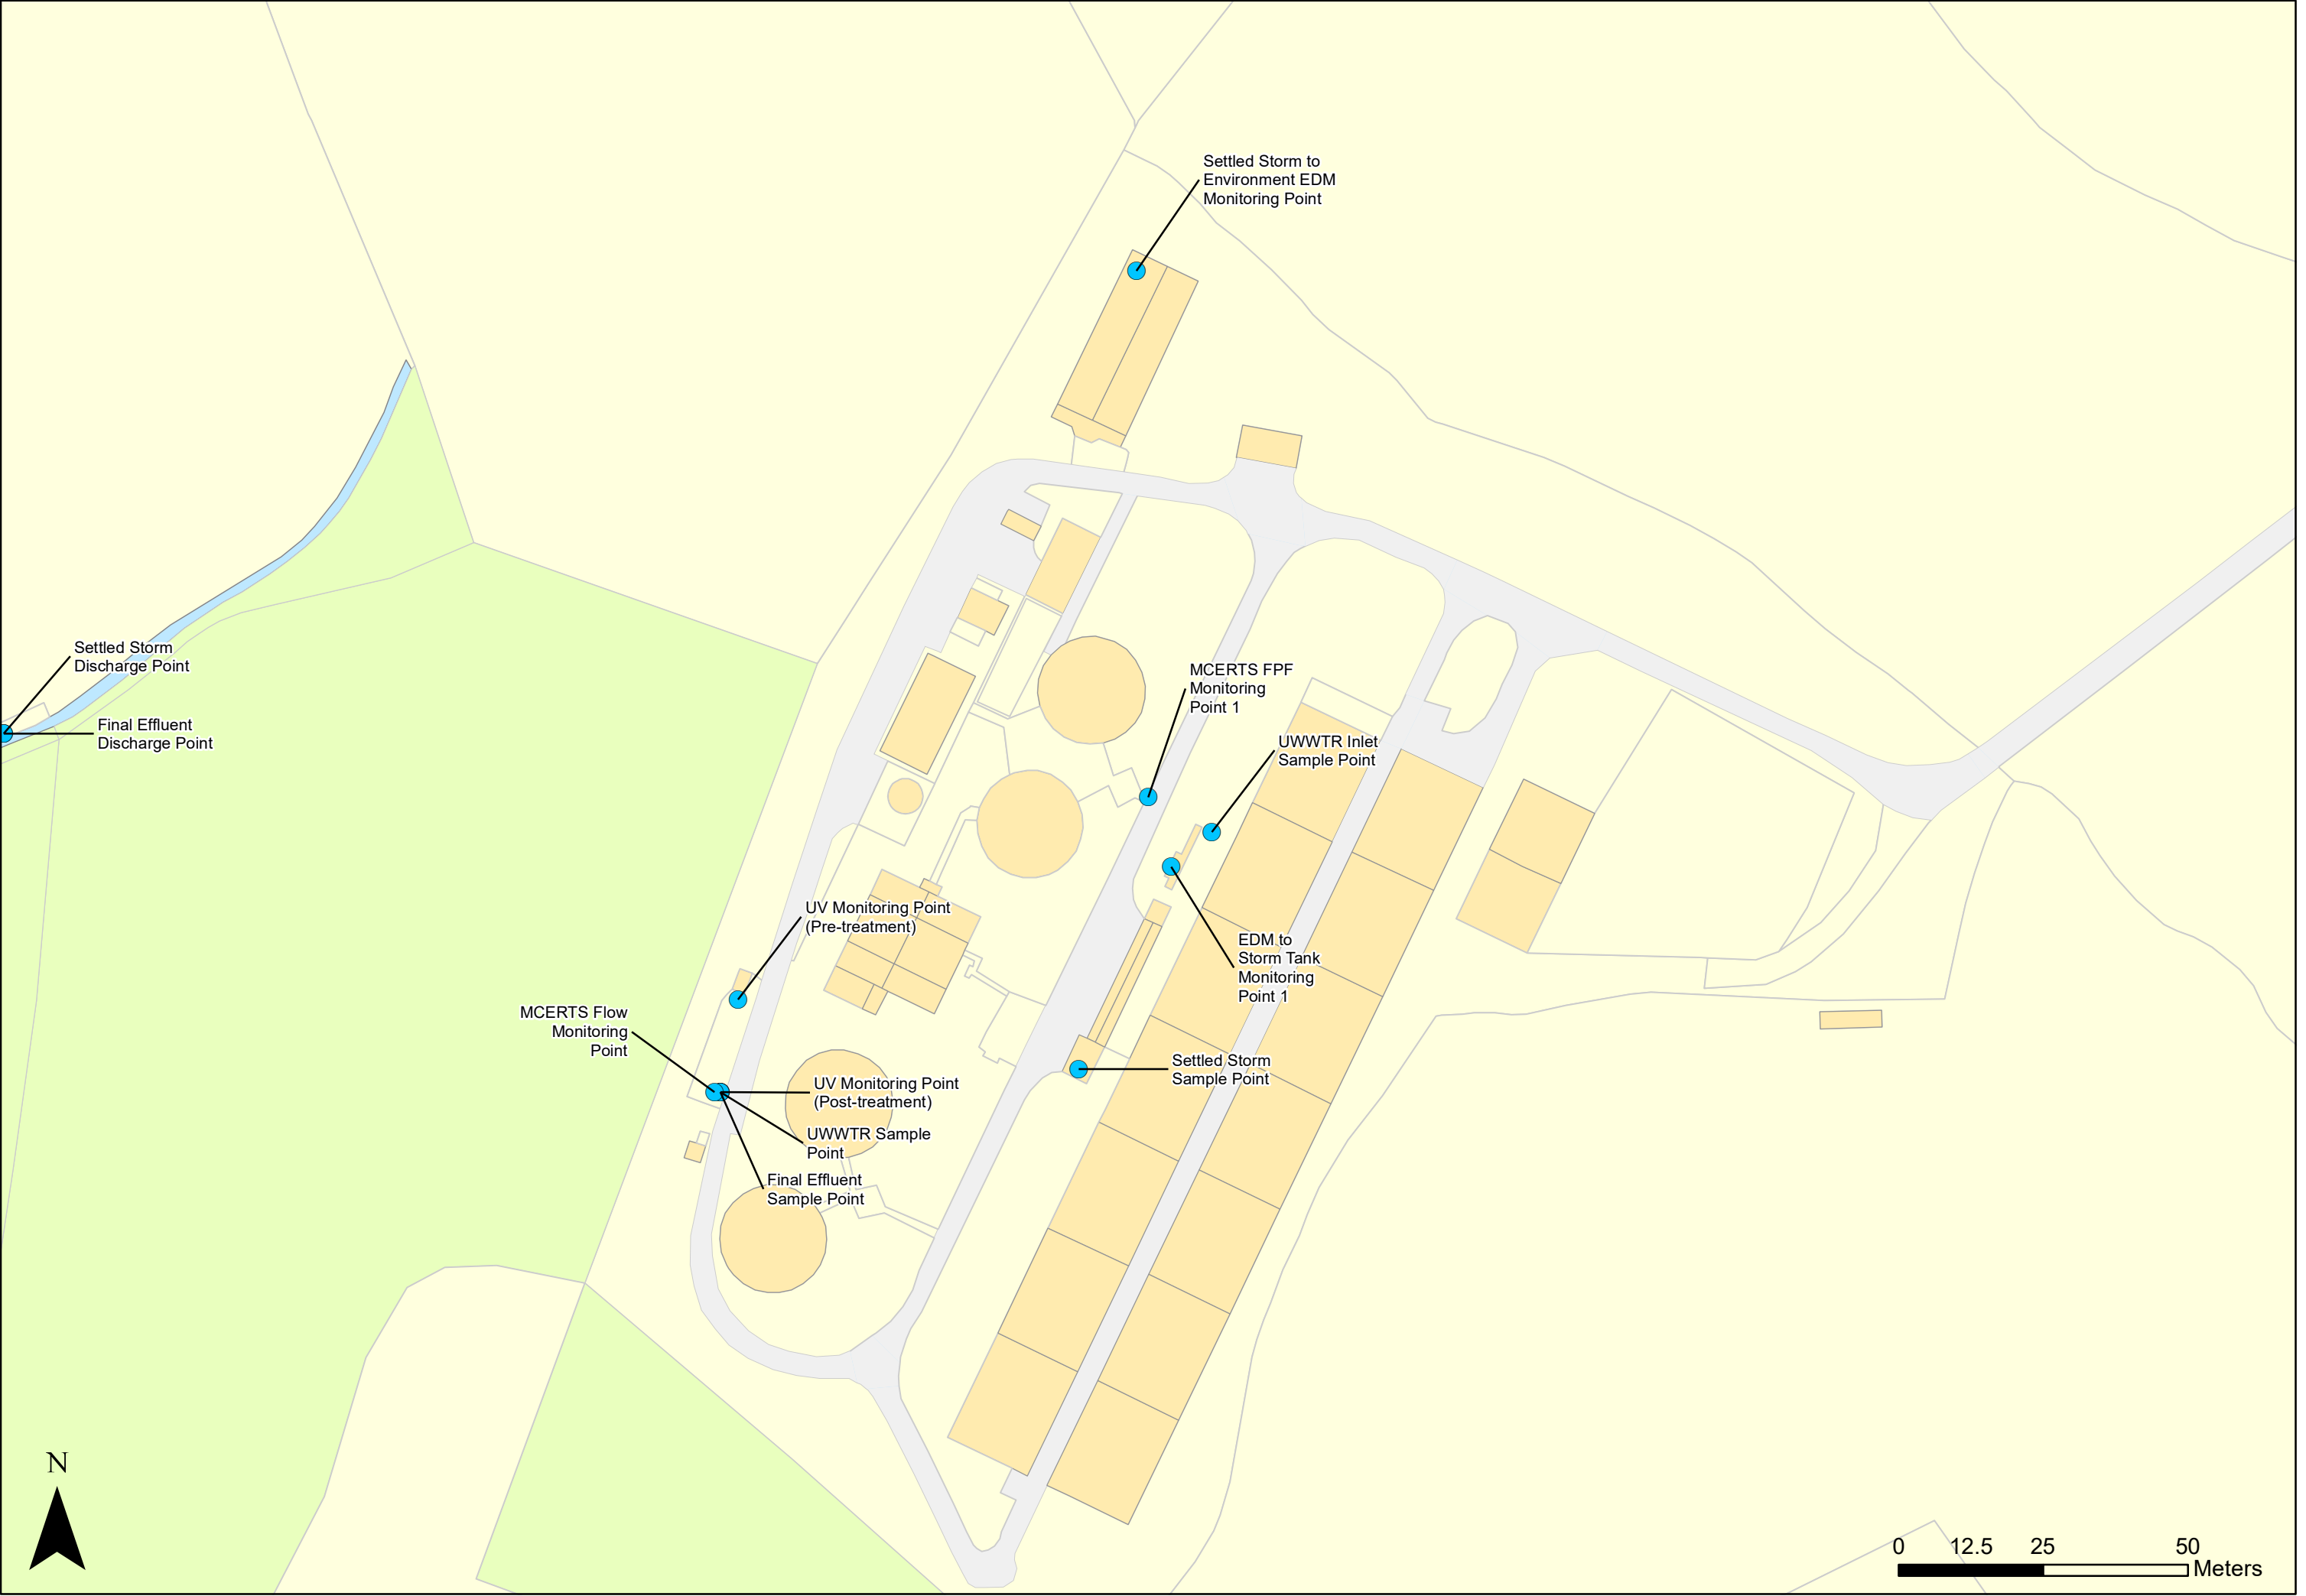 Settled Storm to
Environment EDM
Monitoring Point
Settled Storm
Discharge Point
Final Effluent
Discharge Point
MCERTS FPF
Monitoring
Point 1
UWWTR Inlet
Sample Point
UV Monitoring Point
(Pre-treatment)
EDM to
Storm Tank
Monitoring
Point 1
MCERTS Flow
Monitoring
Point
Settled Storm
Sample Point
UV Monitoring Point
(Post-treatment)
UWWTR Sample
Point
Final Effluent
Sample Point
N
0 12.5 25 50
Meters